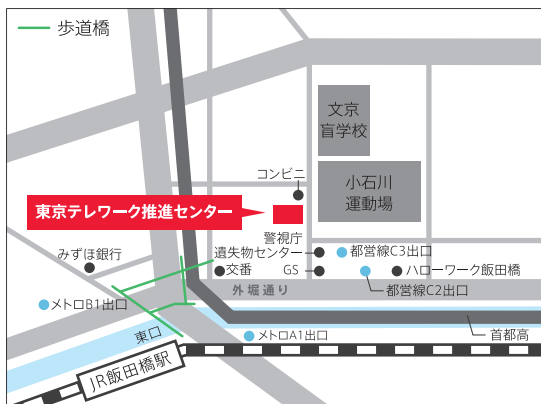 歩道橋
文京
盲学校
コンビニ
小石川
運動場
東京テレワーク推進センター
警視庁
遺失物センター
都営線C3出口
みずほ銀行
交番
GS
ハローワーク飯田橋
外堀通り
都営線C2出口
メトロB1出口
東口
メトロA1出口
首都高
JR飯田橋駅